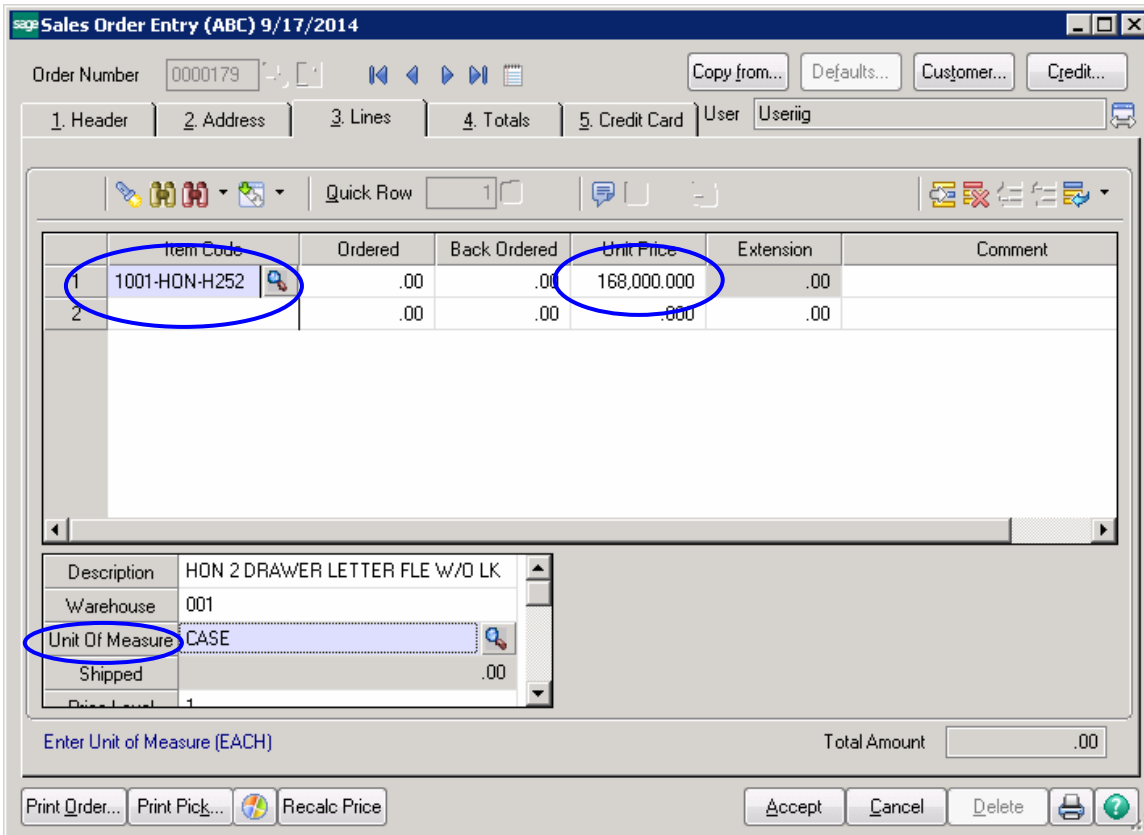 sage Sales Order Entry (ABC) 9/17/2014
Order Number 0000179 Copy from... Defaults... Customer... Credit...
1. Header 2. Address 3. Lines 4. Totals 5. Credit Card User Useriig
Quick Row 1
Item Code Ordered Back Ordered Unit Price Extension Comment
1 1001-HON-H252 .00 .00 168,000.000 .00
2 .00 .00 .000 .00
Description HON 2 DRAWER LETTER FLE W/O LK
Warehouse 001
Unit Of Measure CASE
Shipped .00
Price Level 1
Enter Unit of Measure (EACH) Total Amount .00
Print Order... Print Pick... Recalc Price Accept Cancel Delete